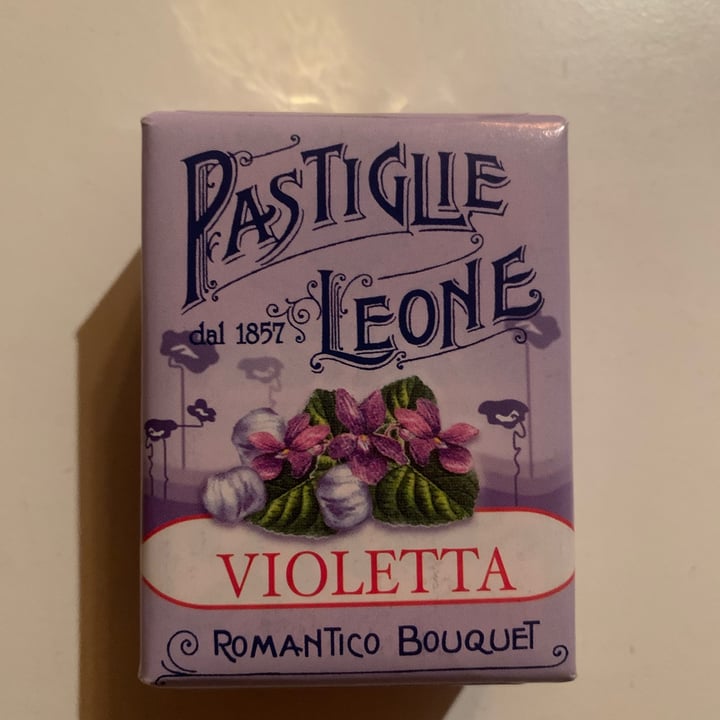 PASTIGLIE
LEONE
dal 1857
VIOLETTA
ROMANTICO BOUQUET